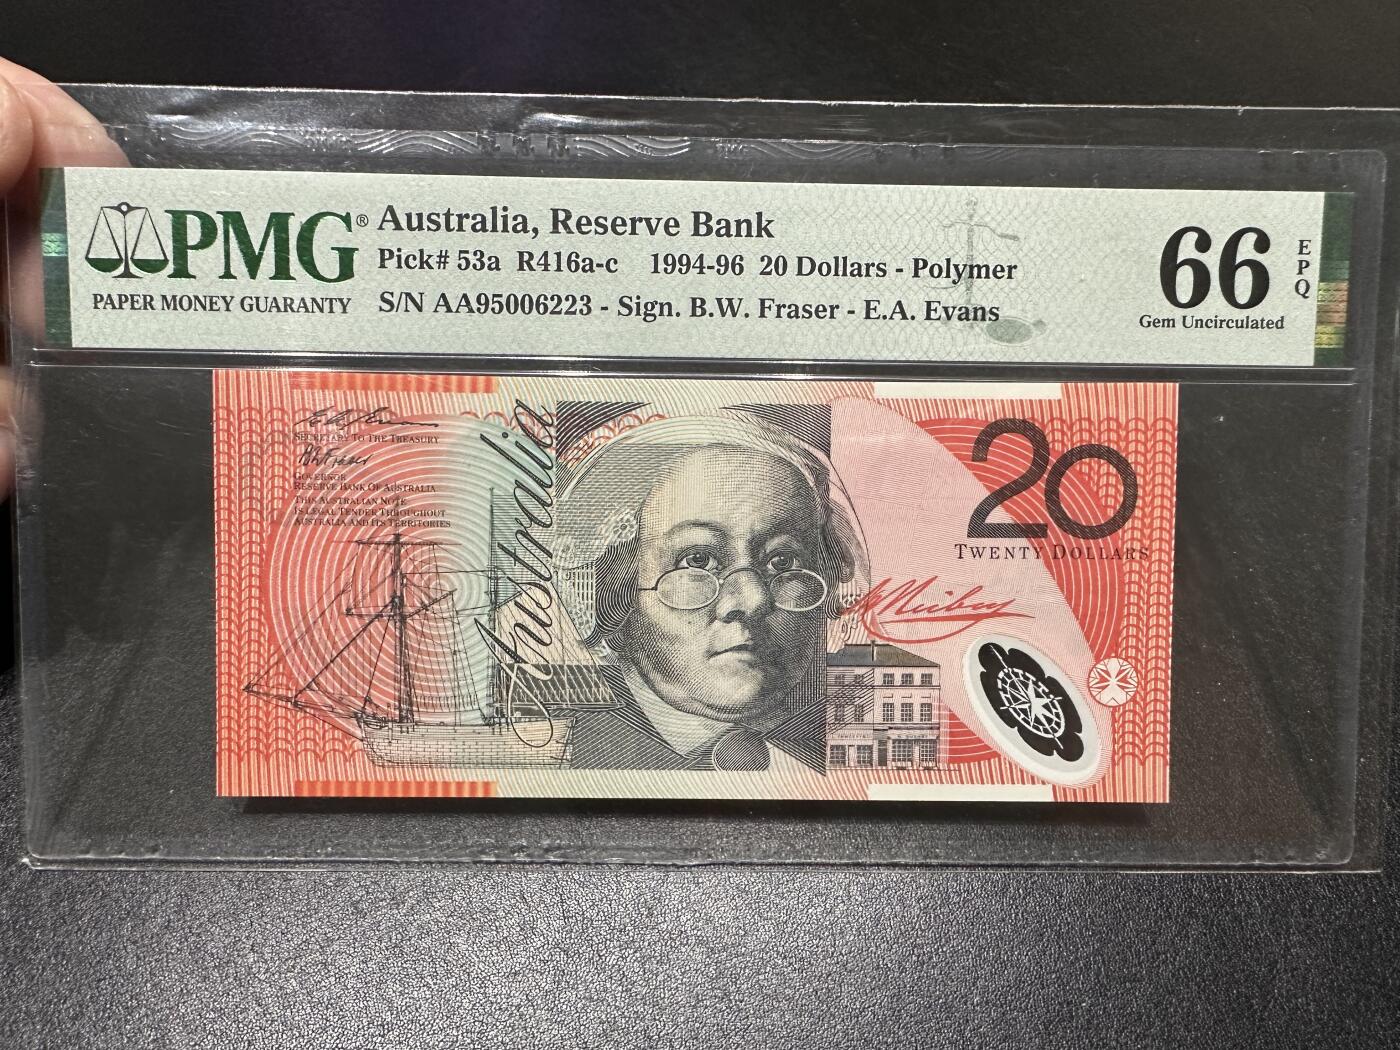 PMG®
PAPER MONEY GUARANTY
Australia, Reserve Bank
Pick# 53a R416a-c 1994-96 20 Dollars - Polymer
S/N AA95006223 - Sign. B.W. Fraser - E.A. Evans
66
EPQ
Gem Uncirculated
SECRETARY TO THE TREASURY
GOVERNOR
RESERVE BANK OF AUSTRALIA
THIS AUSTRALIAN NOTE
IS LEGAL TENDER THROUGHOUT
AUSTRALIA AND ITS TERRITORIES
Australia
20
TWENTY DOLLARS